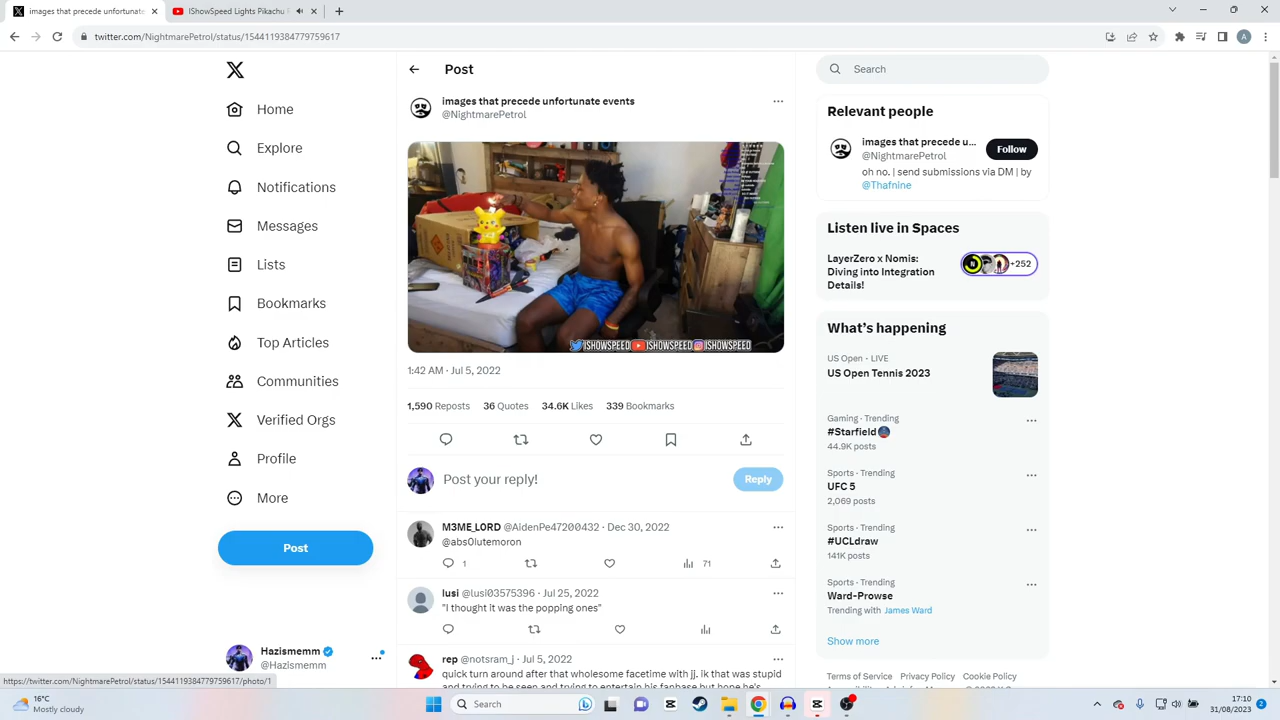 images that precede unfortunate
IShowSpeed Lights Pikachu
twitter.com/NightmarePetrol/status/1544119384779759617
A
Post
Search
images that precede unfortunate events
@NightmarePetrol
Home
Explore
Notifications
Messages
Lists
Bookmarks
Top Articles
Communities
Verified Orgs
Profile
More
Post
Hazismemm
@Hazismemm
ISHOWSPEED ISHOWSPEED ISHOWSPEED
1:42 AM · Jul 5, 2022
1,590 Reposts 36 Quotes 34.6K Likes 339 Bookmarks
Post your reply!
Reply
M3ME_L0RD @AidenPe47200432 · Dec 30, 2022
@abs0lutemoron
1
71
lusi @lusi03575396 · Jul 25, 2022
"I thought it was the popping ones"
rep @notsram_j · Jul 5, 2022
quick turn around after that wholesome facetime with jj. Ik that was stupid
and trying to be seen and trying to entertain his fanbase but hope he's
Relevant people
images that precede u...
@NightmarePetrol
Follow
oh no. | send submissions via DM | by
@Thafnine
Listen live in Spaces
LayerZero x Nomis:
Diving into Integration
Details!
N
+252
What's happening
US Open · LIVE
US Open Tennis 2023
Gaming · Trending
#Starfield
44.9K posts
Sports · Trending
UFC 5
2,069 posts
Sports · Trending
#UCLdraw
141K posts
Sports · Trending
Ward-Prowse
Trending with James Ward
Show more
Terms of Service Privacy Policy Cookie Policy
https://twitter.com/NightmarePetrol/status/1544119384779759617/photo/1
16°C
Mostly cloudy
Search
17:10
31/08/2023
2